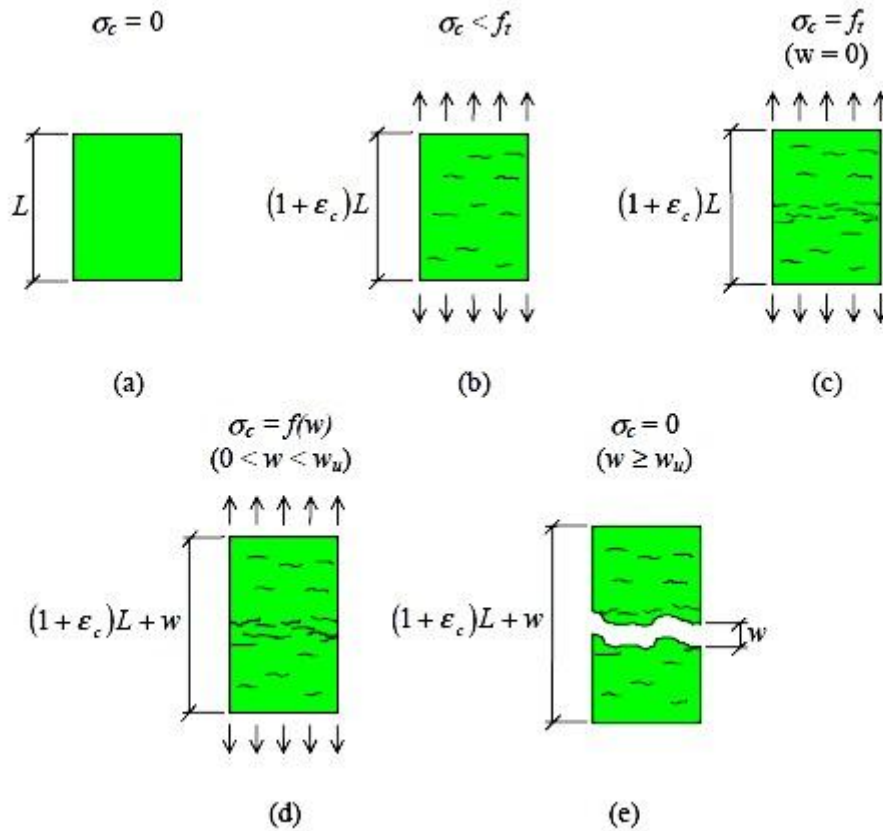 σc = 0
σc < ft
σc = ft
(w = 0)
L
(1 + εc)L
(1 + εc)L
(a)
(b)
(c)
σc = f(w)
(0 < w < wu)
σc = 0
(w ≥ wu)
(1 + εc)L + w
(1 + εc)L + w
w
(d)
(e)